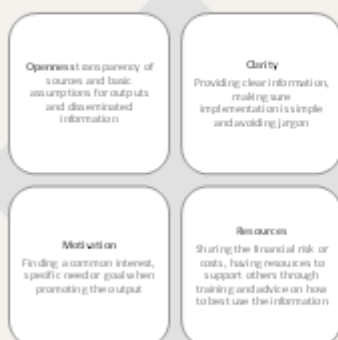 Openness transparency of
sources and basic
assumptions for outputs
and disseminated
information
Clarity
Providing clear information,
making sure
implementation is simple
and avoiding jargon
Motivation
Finding a common interest,
specific need or goal when
promoting the output
Resources
Sharing the financial risk or
costs, having resources to
support others through
training and advice on how
to best use the information